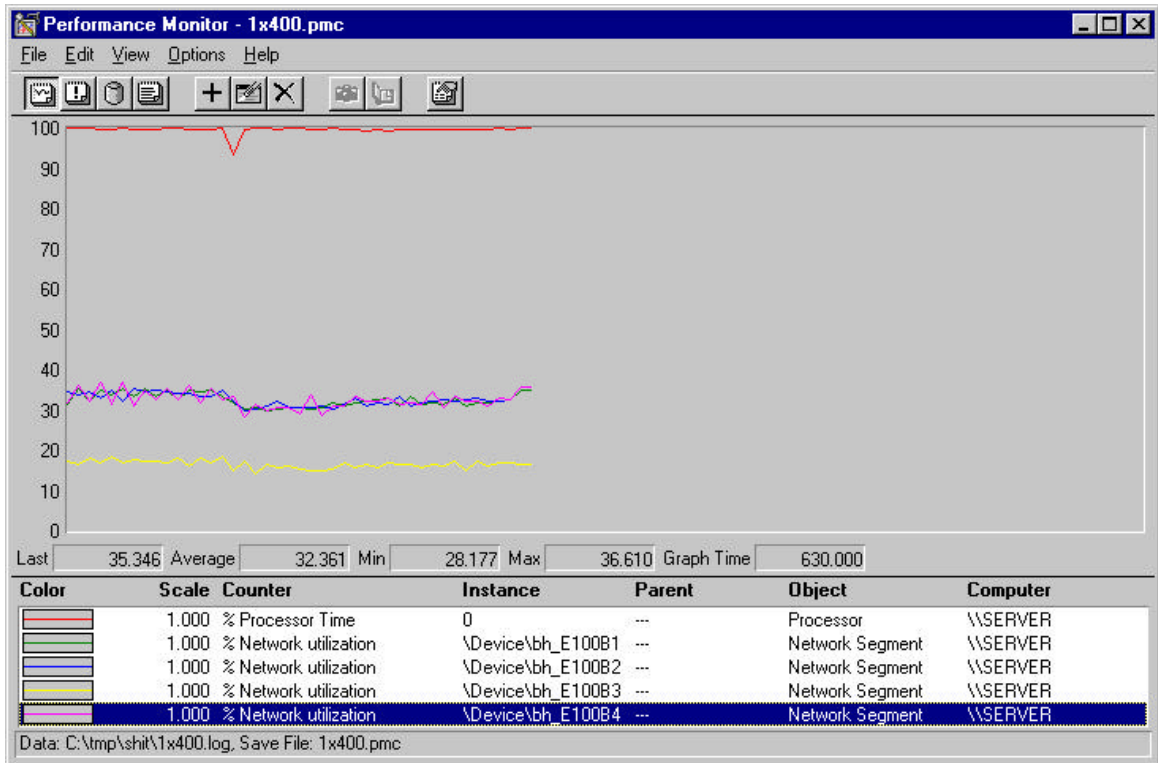 Performance Monitor - 1x400.pmc
File Edit View Options Help
100
90
80
70
60
50
40
30
20
10
0
Last 35.346 Average 32.361 Min 28.177 Max 36.610 Graph Time 630.000
Color Scale Counter Instance Parent Object Computer
1.000 % Processor Time 0 --- Processor \\SERVER
1.000 % Network utilization \Device\bh_E100B1 --- Network Segment \\SERVER
1.000 % Network utilization \Device\bh_E100B2 --- Network Segment \\SERVER
1.000 % Network utilization \Device\bh_E100B3 --- Network Segment \\SERVER
1.000 % Network utilization \Device\bh_E100B4 --- Network Segment \\SERVER
Data: C:\tmp\shit\1x400.log, Save File: 1x400.pmc